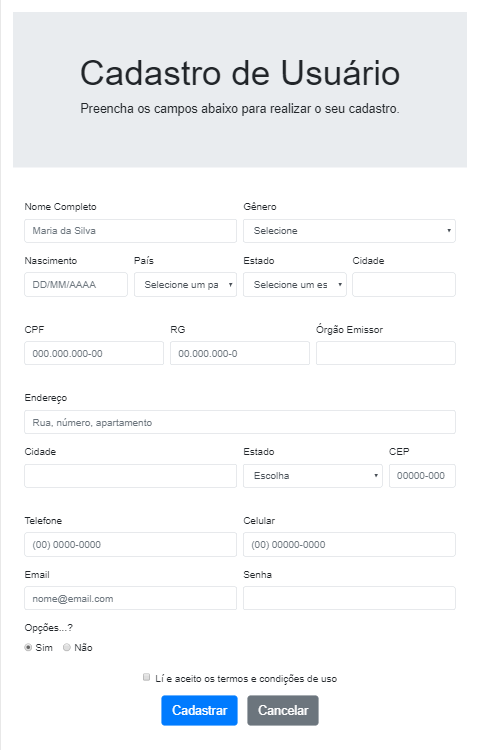 Cadastro de Usuário
Preencha os campos abaixo para realizar o seu cadastro.
Nome Completo Gênero
Maria da Silva Selecione
Nascimento País Estado Cidade
DD/MM/AAAA Selecione um pa Selecione um es
CPF RG Órgão Emissor
000.000.000-00 00.000.000-0
Endereço
Rua, número, apartamento
Cidade Estado CEP
Escolha 00000-000
Telefone Celular
(00) 0000-0000 (00) 00000-0000
Email Senha
nome@email.com
Opções...?
Sim Não
Lí e aceito os termos e condições de uso
Cadastrar Cancelar